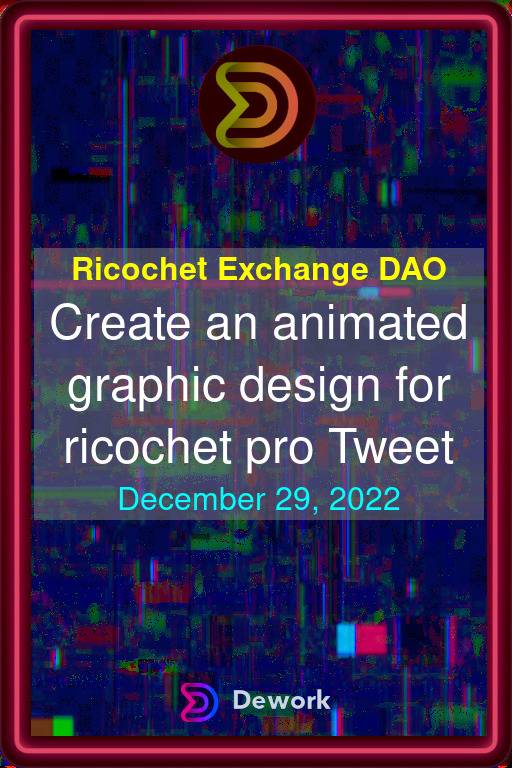 Ricochet Exchange DAO
Create an animated
graphic design for
ricochet pro Tweet
December 29, 2022
Dework